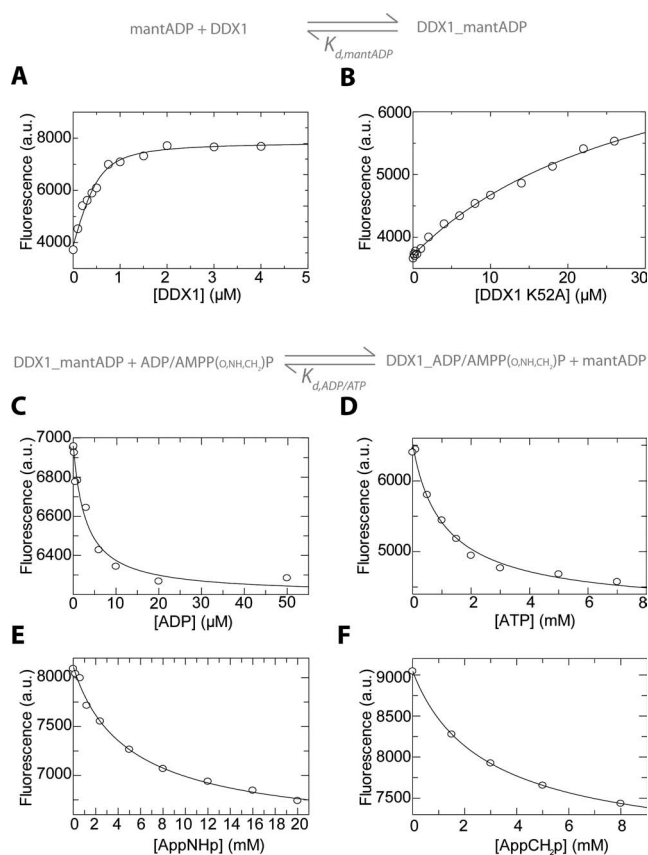 mantADP + DDX1 DDX1_mantADP
Kd,mantADP
A B
8000
6000
4000
Fluorescence (a.u.)
0 1 2 3 4 5
[DDX1] (µM)
6000
5000
4000
Fluorescence (a.u.)
0 10 20 30
[DDX1 K52A] (µM)
DDX1_mantADP + ADP/AMPP(O,NH,CH2)P DDX1_ADP/AMPP(O,NH,CH2)P + mantADP
Kd,ADP/ATP
C D
7000
6800
6600
6400
Fluorescence (a.u.)
0 10 20 30 40 50
[ADP] (µM)
6000
5000
Fluorescence (a.u.)
0 2 4 6 8
[ATP] (mM)
E F
8000
7500
7000
Fluorescence (a.u.)
0 2 4 6 8 10 12 14 16 18 20
[AppNHp] (mM)
9000
8500
8000
7500
Fluorescence (a.u.)
0 2 4 6 8
[AppCH2p] (mM)